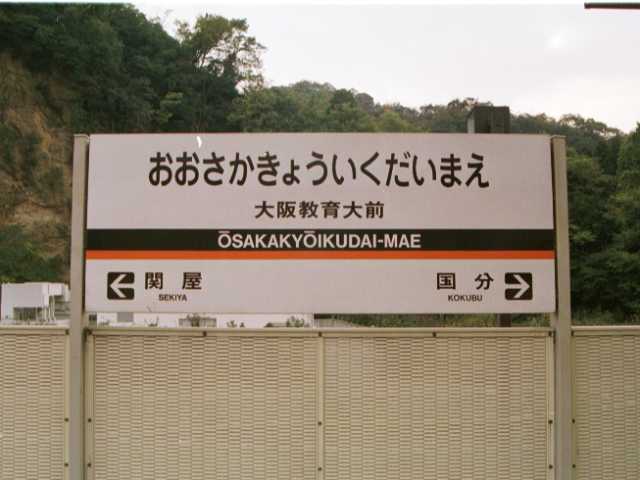 おおさかきょういくだいまえ
大阪教育大前
ŌSAKAKYŌIKUDAI-MAE
関屋 国分
SEKIYA KOKUBU